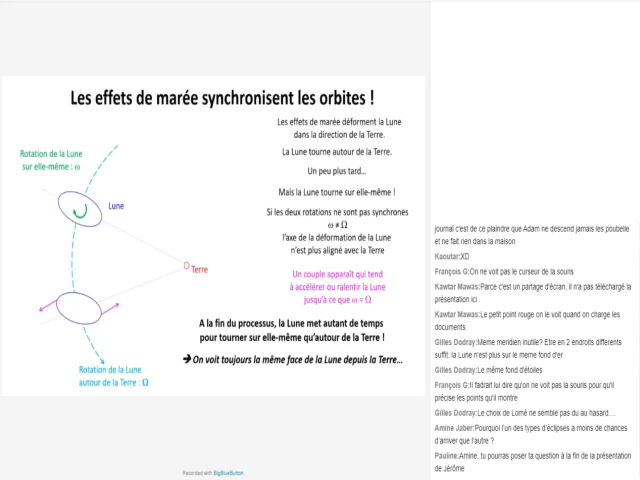 Les effets de marée synchronisent les orbites !
Les effets de marée déforment la Lune
dans la direction de la Terre.
La Lune tourne autour de la Terre.
Un peu plus tard...
Mais la Lune tourne sur elle-même !
Si les deux rotations ne sont pas synchrones
ω ≠ Ω
l'axe de la déformation de la Lune
n'est plus aligné avec la Terre
Un couple apparaît qui tend
à accélérer ou ralentir la Lune
jusqu'à ce que ω = Ω
A la fin du processus, la Lune met autant de temps
pour tourner sur elle-même qu'autour de la Terre !
➔ On voit toujours la même face de la Lune depuis la Terre...
Rotation de la Lune
sur elle-même : ω
Lune
Terre
Rotation de la Lune
autour de la Terre : Ω
Recorded with BigBlueButton.
journal c'est de ce plaindre que Adam ne descend jamais les poubelle
et ne fait rien dans la maison
Kaoutar:XD
François G:On ne voit pas le curseur de la souris
Kawtar Mawas:Parce c'est un partage d'écran, il n'a pas téléchargé la
présentation ici
Kawtar Mawas:Le petit point rouge on le voit quand on charge les
documents
Gilles Dodray:Meme meridien inutile? Etre en 2 endroits differents
suffit. la Lune n'est plus sur le meme fond d'er
Gilles Dodray:Le même fond d'étoiles
François G:Il fadrait lui dire qu'on ne voit pas la souris pour qu'il
précise les points qu'il montre
Gilles Dodray:Le choix de Lomé ne semble pas du au hasard....
Amine Jaber:Pourquoi l'un des types d'éclipses a moins de chances
d'arriver que l'autre ?
Pauline:Amine, tu pourras poser ta question à la fin de la présentation
de Jérôme